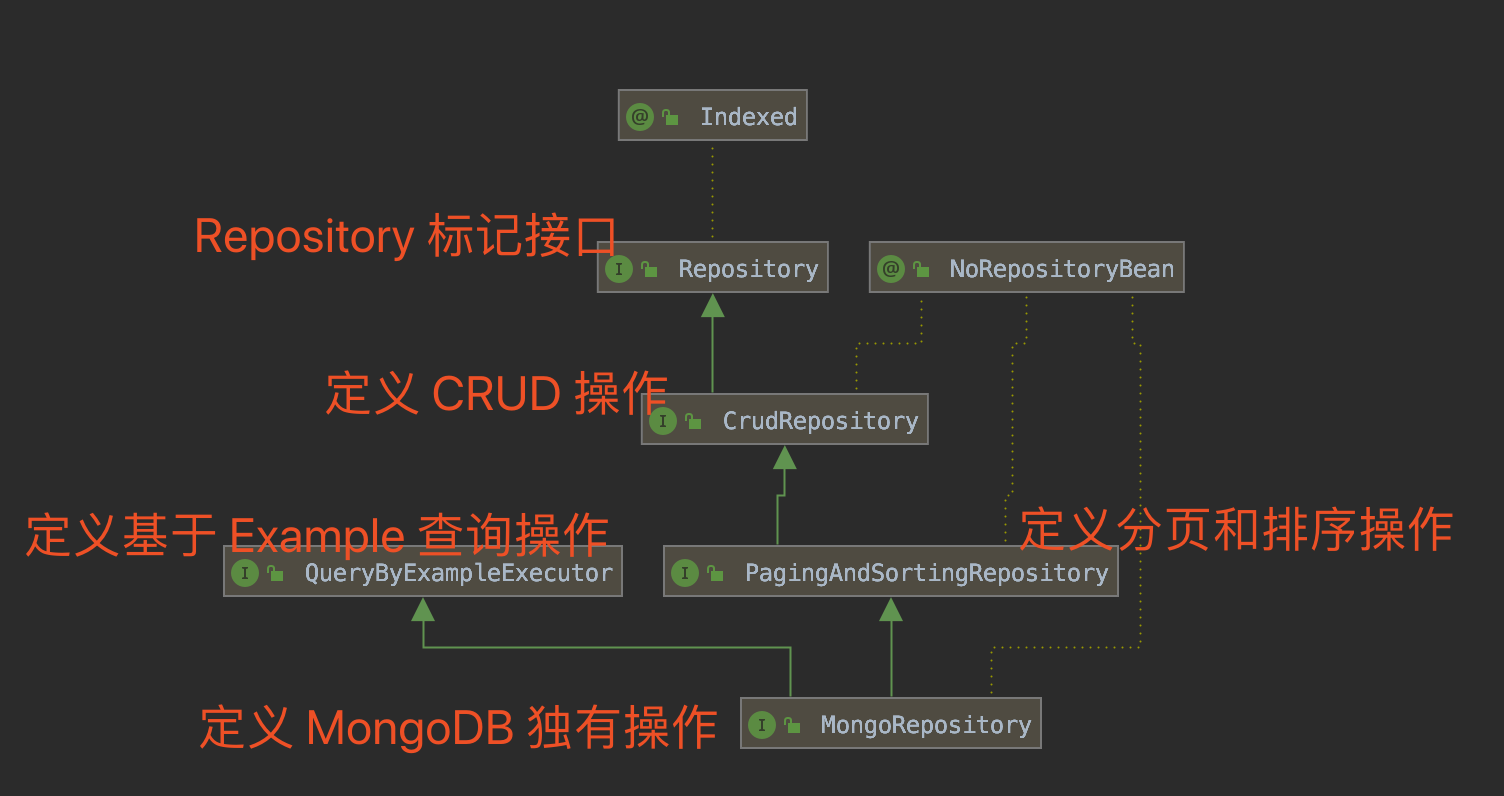 @ Indexed
Repository 标记接口
I Repository
@ NoRepositoryBean
定义 CRUD 操作
I CrudRepository
定义基于 Example 查询操作
定义分页和排序操作
I QueryByExampleExecutor
I PagingAndSortingRepository
定义 MongoDB 独有操作
I MongoRepository